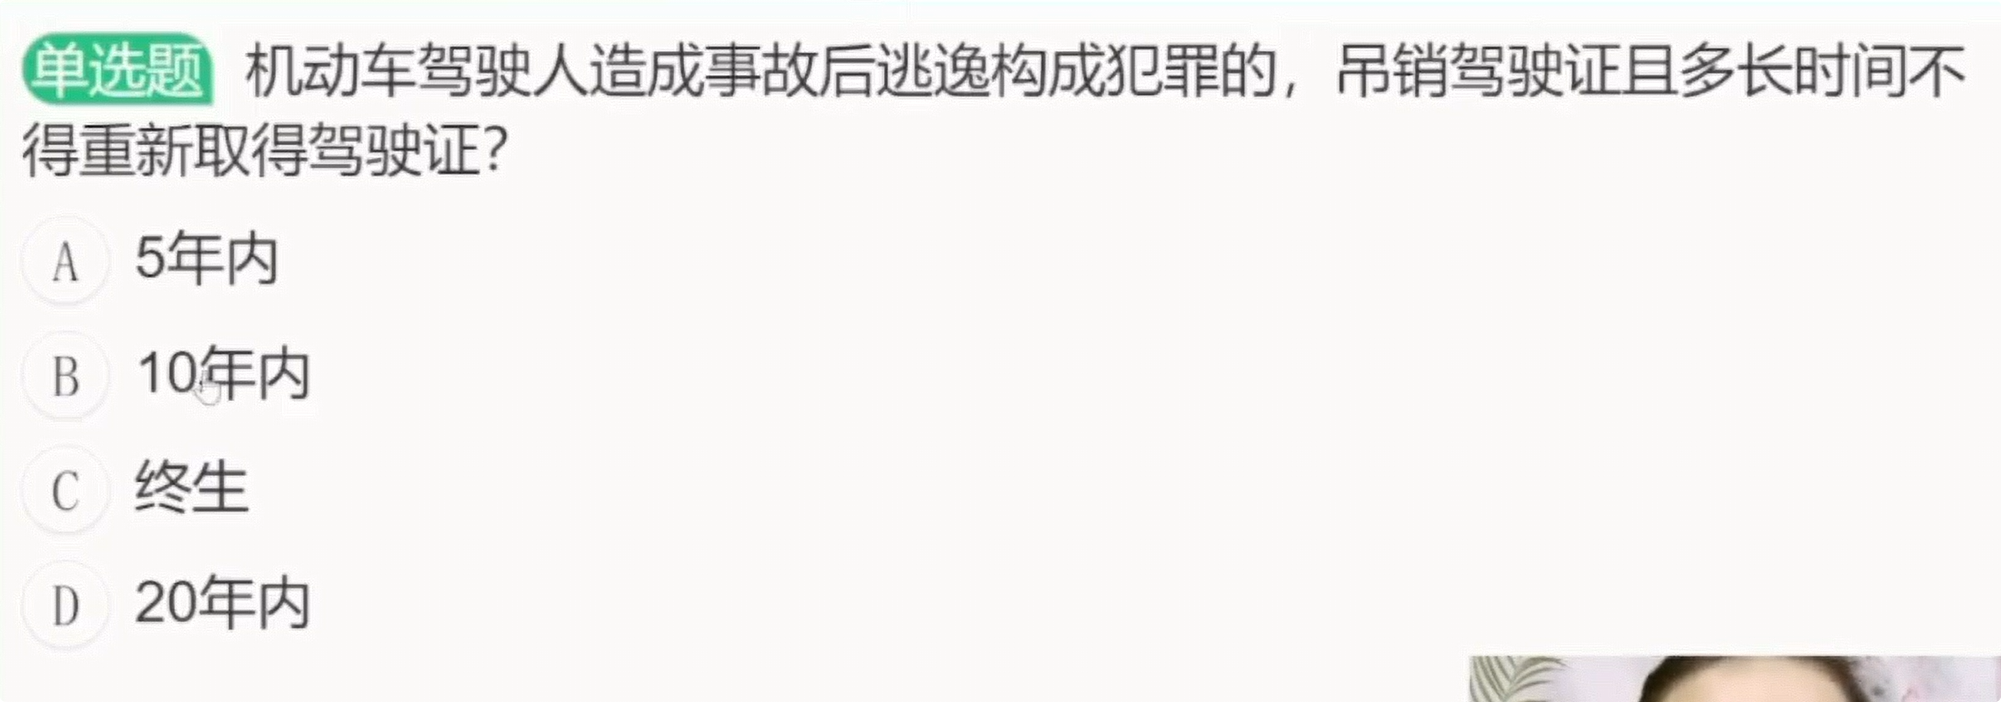 单选题 机动车驾驶人造成事故后逃逸构成犯罪的，吊销驾驶证且多长时间不
得重新取得驾驶证？
A 5年内
B 10年内
C 终生
D 20年内